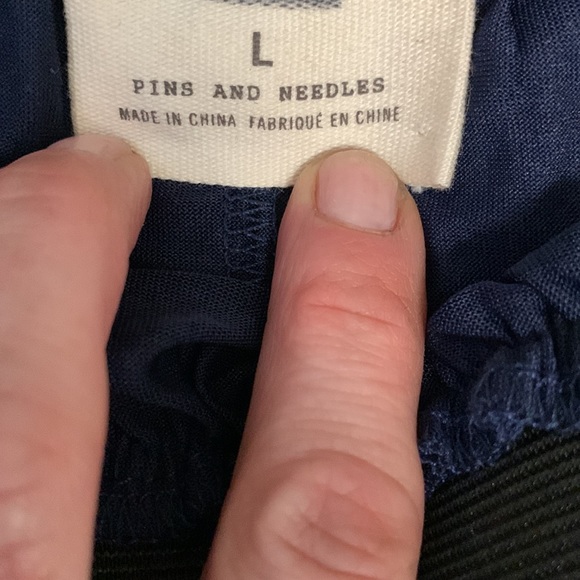 L
PINS AND NEEDLES
MADE IN CHINA FABRIQUÉ EN CHINE